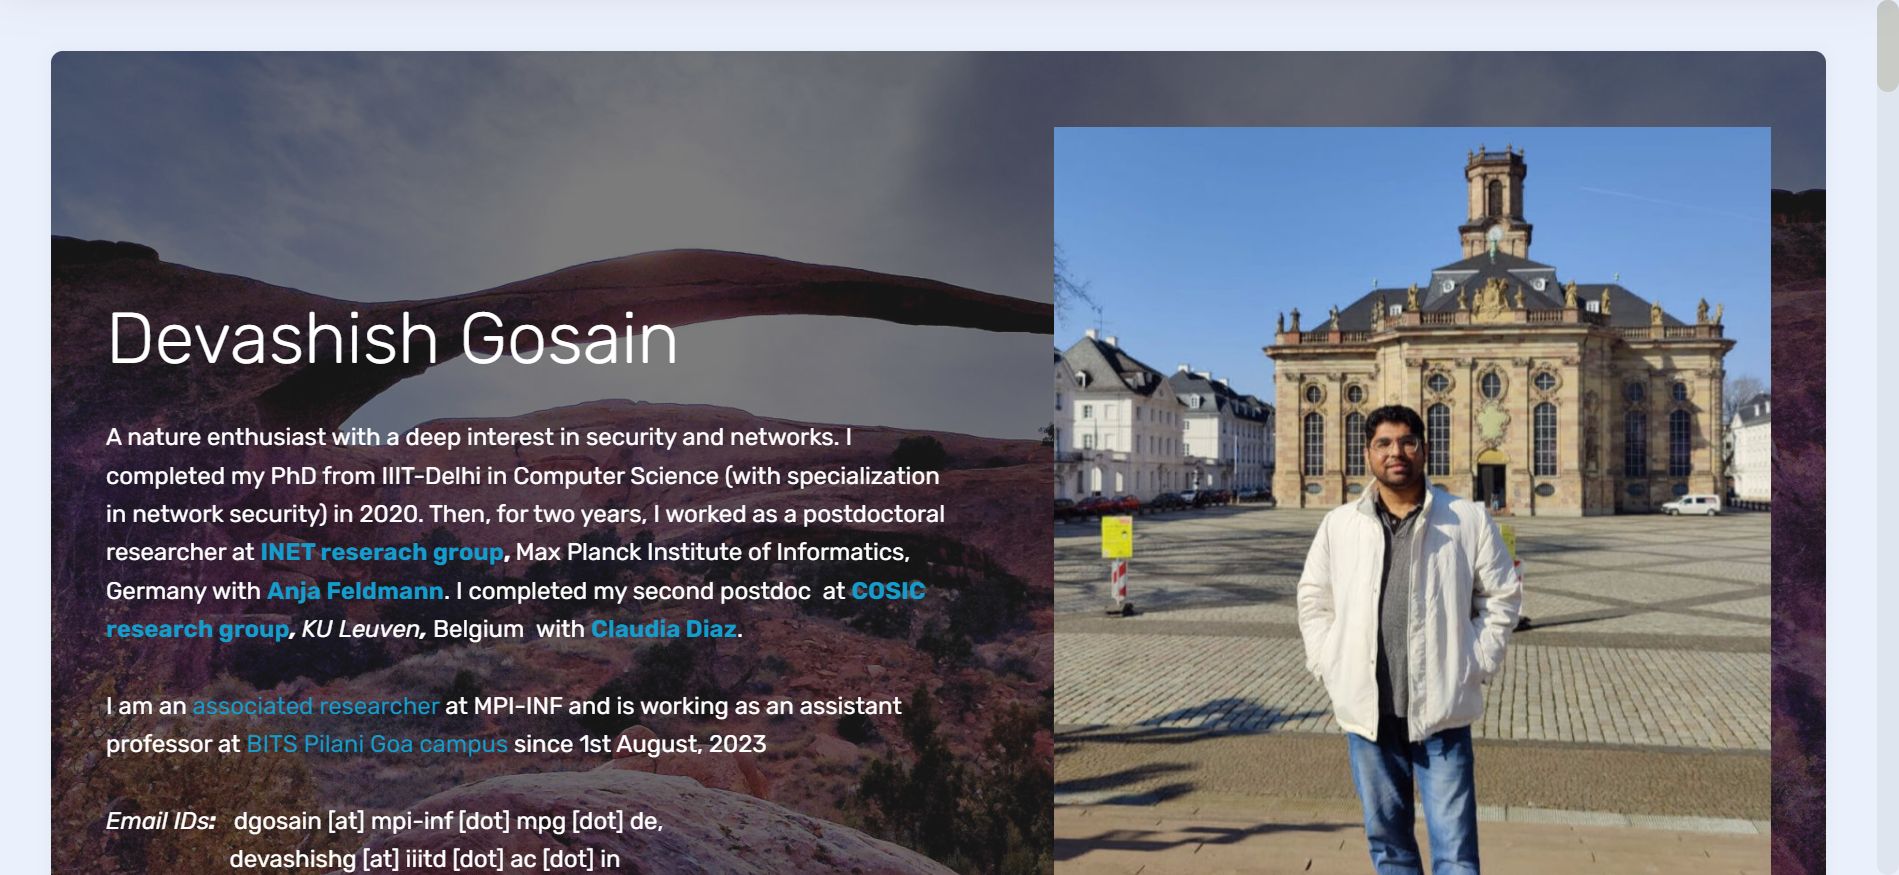 Devashish Gosain
A nature enthusiast with a deep interest in security and networks. I
completed my PhD from IIIT-Delhi in Computer Science (with specialization
in network security) in 2020. Then, for two years, I worked as a postdoctoral
researcher at INET reserach group, Max Planck Institute of Informatics,
Germany with Anja Feldmann. I completed my second postdoc at COSIC
research group, KU Leuven, Belgium with Claudia Diaz.
I am an associated researcher at MPI-INF and is working as an assistant
professor at BITS Pilani Goa campus since 1st August, 2023
Email IDs: dgosain [at] mpi-inf [dot] mpg [dot] de,
devashishg [at] iiitd [dot] ac [dot] in